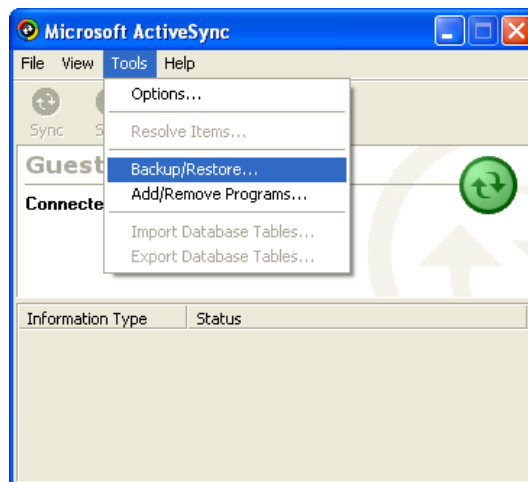 Microsoft ActiveSync
File View Tools Help
Options...
Sync S
Resolve Items...
Guest
Backup/Restore...
Connecte
Add/Remove Programs...
Import Database Tables...
Export Database Tables...
Information Type Status